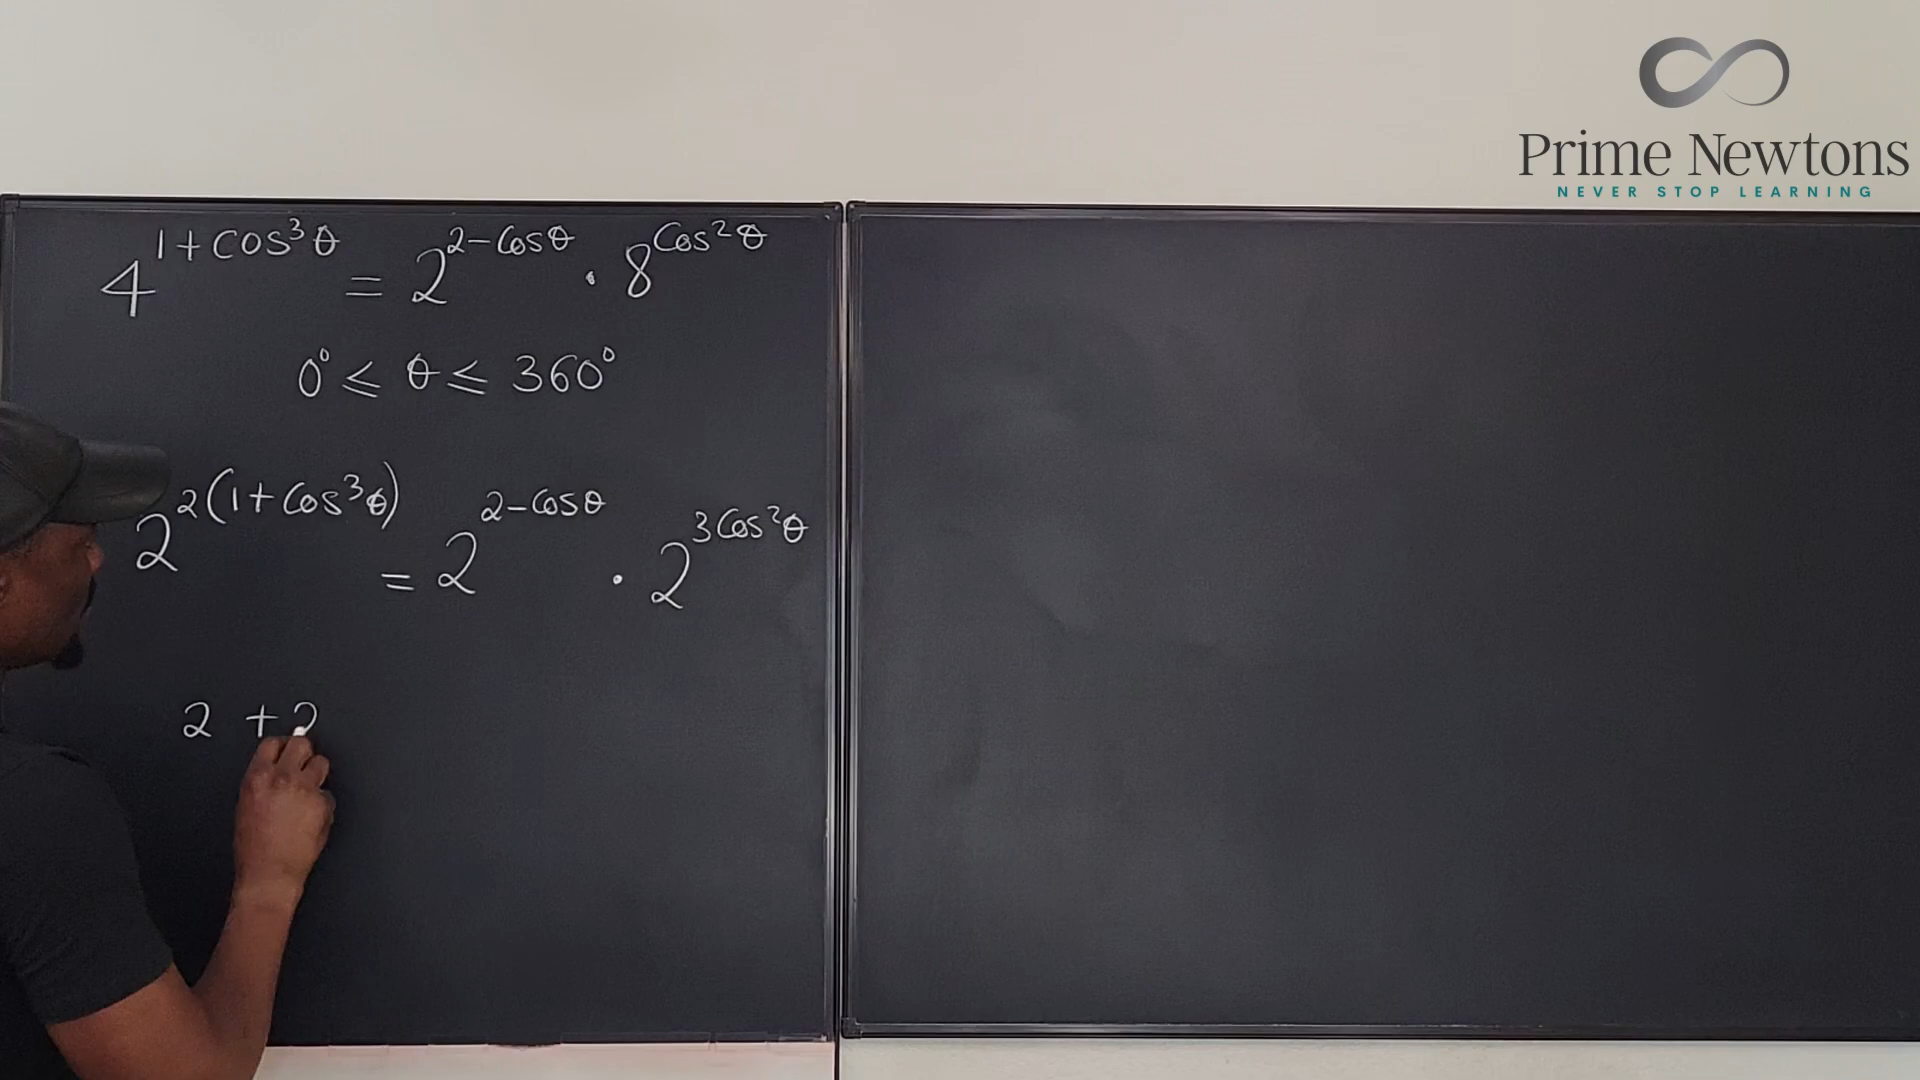 Prime Newtons
NEVER STOP LEARNING
4^{1+cos³θ} = 2^{2-cosθ} · 8^{cos²θ}
0° ⩽ θ ⩽ 360°
2^{2(1+cos³θ)} = 2^{2-cosθ} · 2^{3cos²θ}
2 + 2